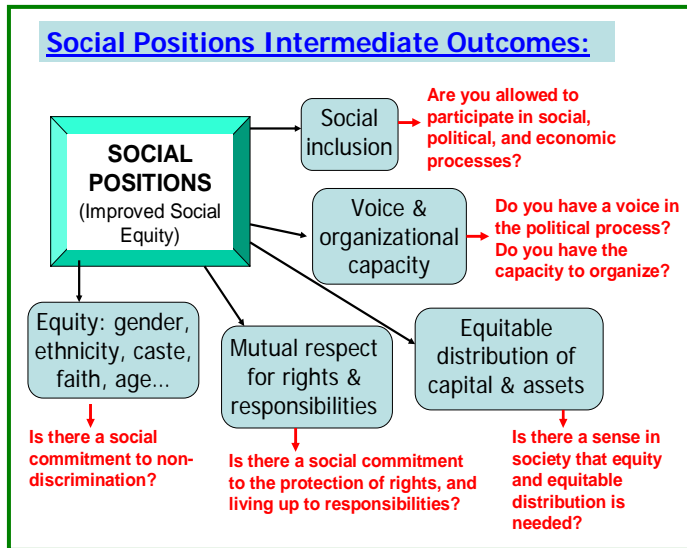 Social Positions Intermediate Outcomes:
SOCIAL
POSITIONS
(Improved Social
Equity)
Social
inclusion
Are you allowed to
participate in social,
political, and economic
processes?
Voice &
organizational
capacity
Do you have a voice in
the political process?
Do you have the
capacity to organize?
Equity: gender,
ethnicity, caste,
faith, age...
Is there a social
commitment to non-
discrimination?
Mutual respect
for rights &
responsibilities
Is there a social commitment
to the protection of rights, and
living up to responsibilities?
Equitable
distribution of
capital & assets
Is there a sense in
society that equity
and equitable
distribution is
needed?